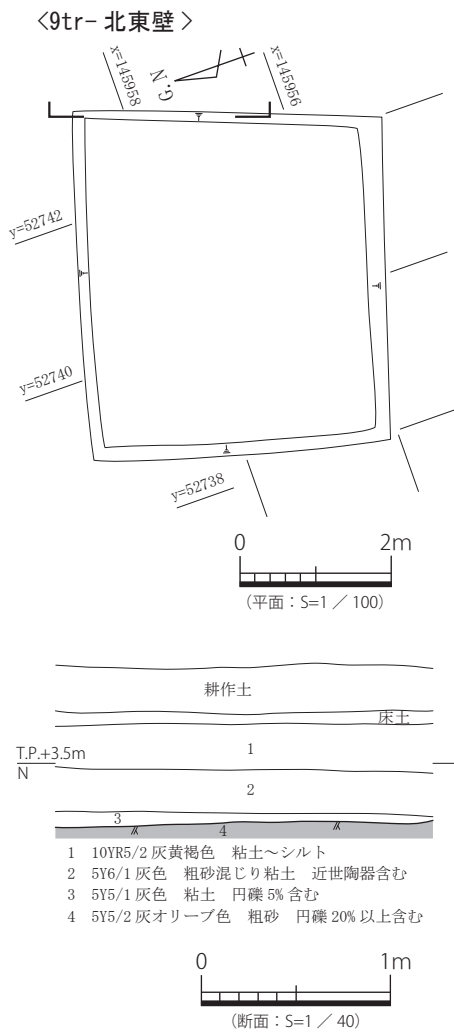 <9tr- 北東壁 >
x=145958
G.N
x=145956
y=52742
y=52740
y=52738
0 2m
(平面：S=1 ／ 100)
耕作土
床土
1
T.P.+3.5m
N
2
3
4
1 10YR5/2 灰黄褐色 粘土～シルト
2 5Y6/1 灰色 粗砂混じり粘土 近世陶器含む
3 5Y5/1 灰色 粘土 円礫 5% 含む
4 5Y5/2 灰オリーブ色 粗砂 円礫 20% 以上含む
0 1m
(断面：S=1 ／ 40)